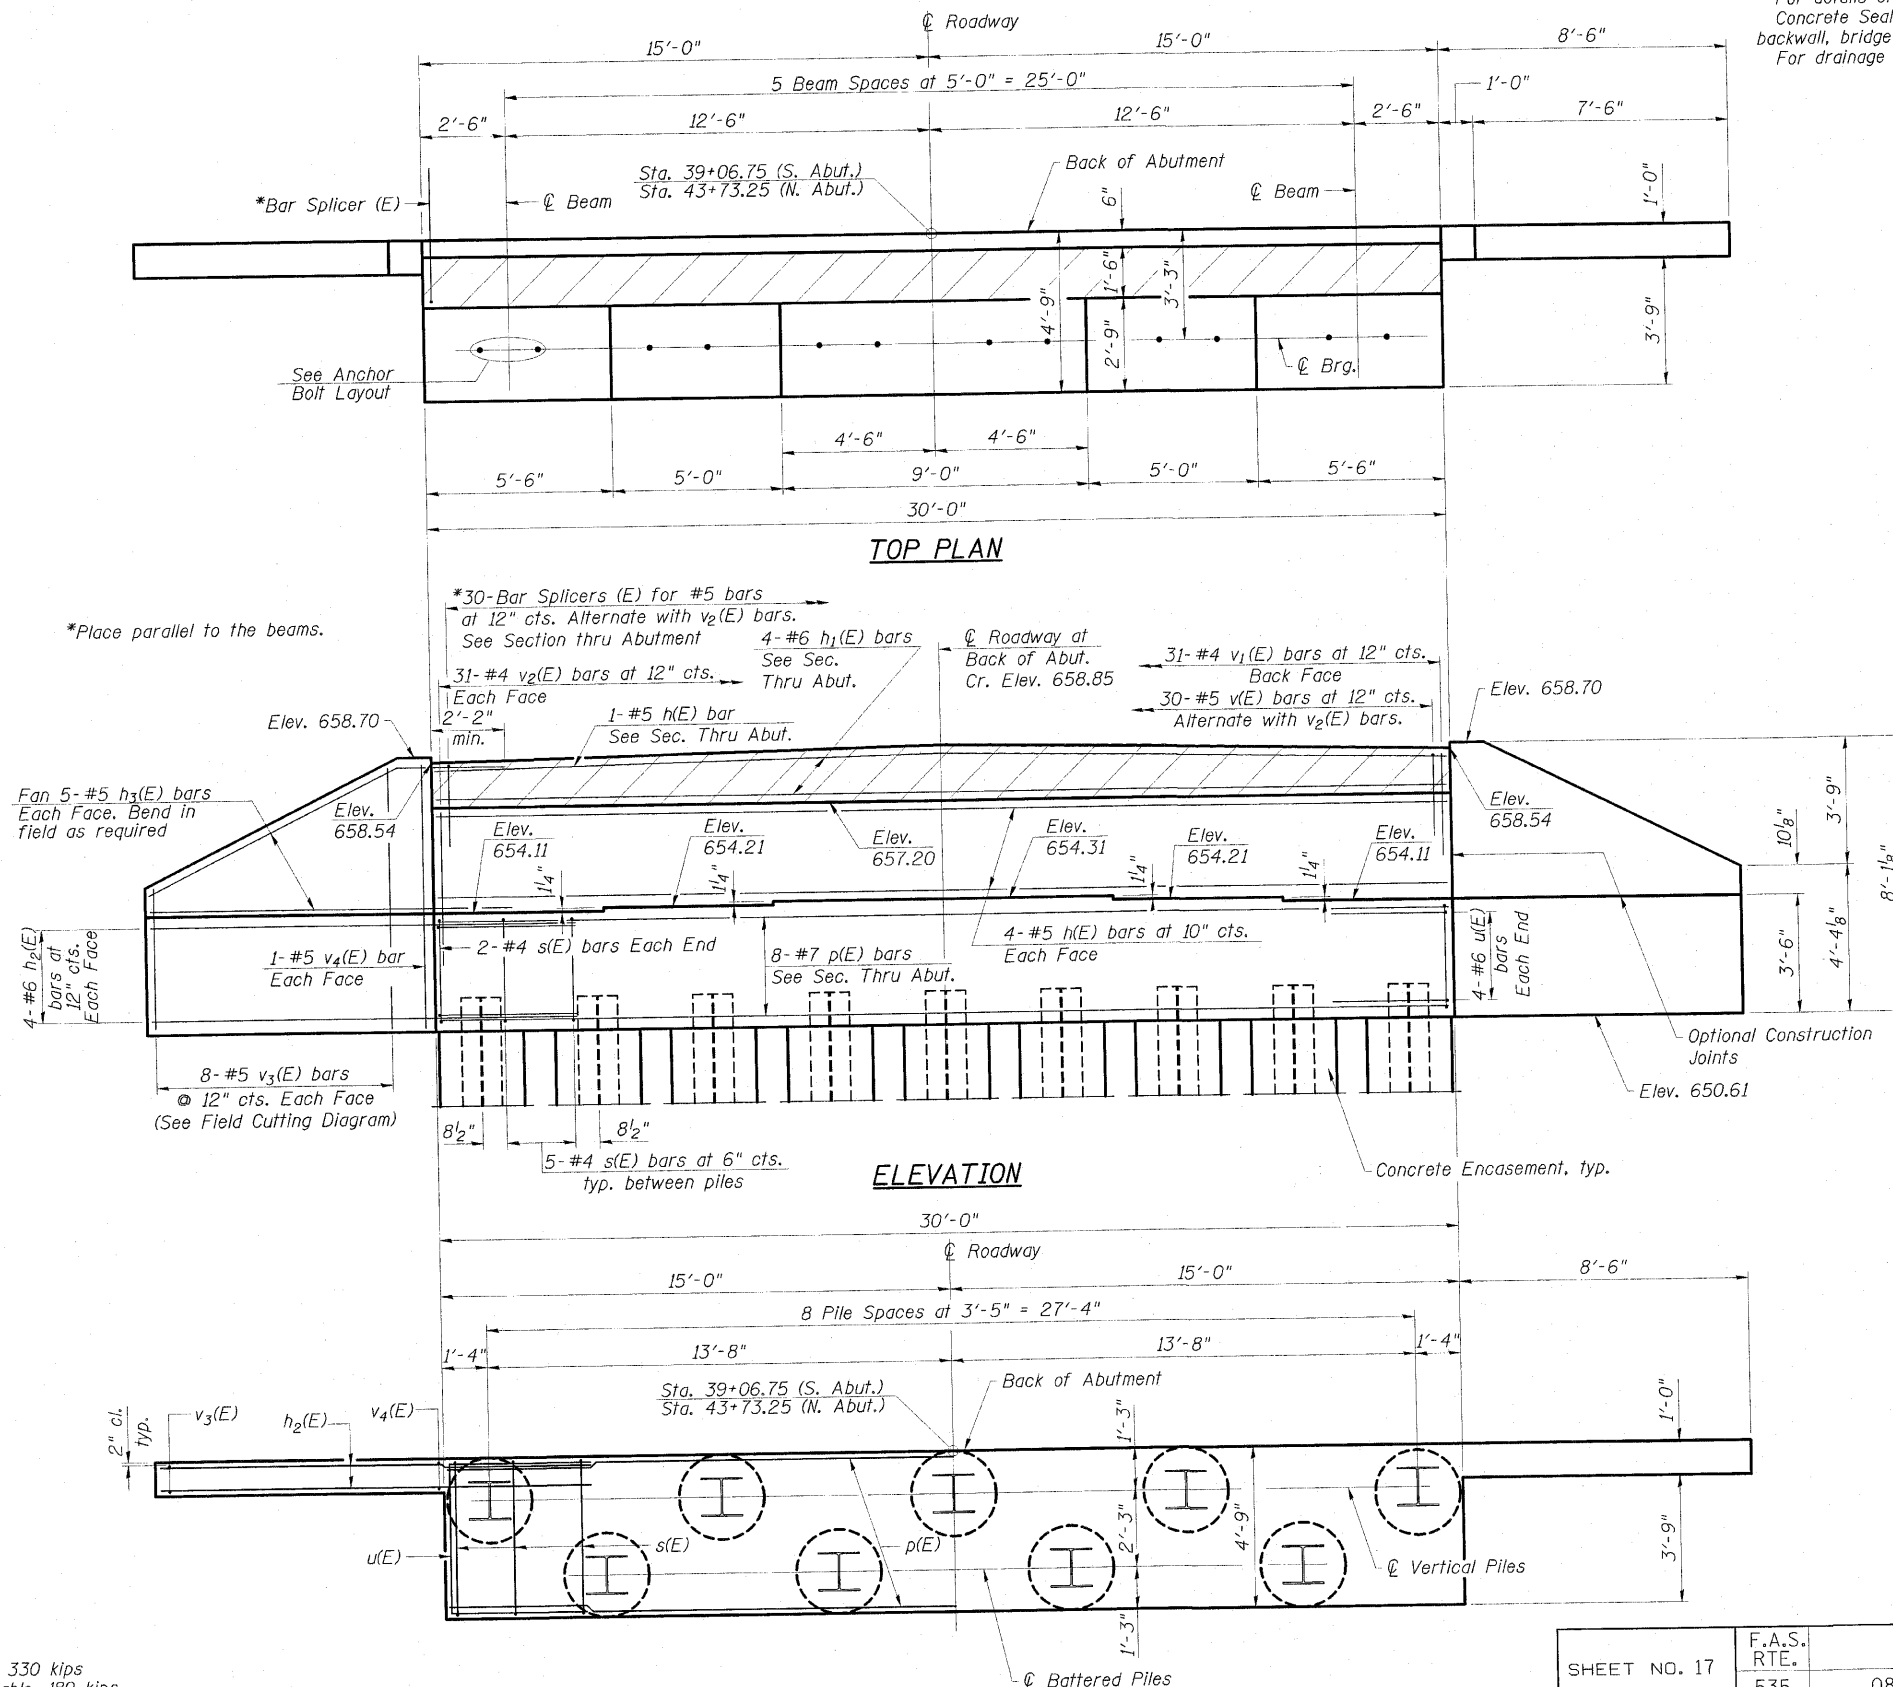 Concrete Seal
backwall, bridge
For drainage
℄ Roadway
15'-0"
15'-0"
8'-6"
5 Beam Spaces at 5'-0" = 25'-0"
1'-0"
2'-6"
12'-6"
12'-6"
2'-6"
7'-6"
Sta. 39+06.75 (S. Abut.)
Sta. 43+73.25 (N. Abut.)
Back of Abutment
*Bar Splicer (E)
℄ Beam
6"
℄ Beam
1'-0"
4'-9"
1'-6"
3'-3"
2'-9"
3'-9"
See Anchor
Bolt Layout
℄ Brg.
4'-6"
4'-6"
5'-6"
5'-0"
9'-0"
5'-0"
5'-6"
30'-0"
TOP PLAN
*Place parallel to the beams.
*30-Bar Splicers (E) for #5 bars
at 12" cts. Alternate with v2(E) bars.
See Section thru Abutment
4-#6 h1(E) bars
See Sec.
Thru Abut.
℄ Roadway at
Back of Abut.
Cr. Elev. 658.85
31-#4 v1(E) bars at 12" cts.
Back Face
30-#5 v(E) bars at 12" cts.
Alternate with v2(E) bars.
31-#4 v2(E) bars at 12" cts.
Each Face
2'-2"
min.
1-#5 h(E) bar
See Sec. Thru Abut.
Elev. 658.70
Elev. 658.70
Fan 5-#5 h3(E) bars
Each Face. Bend in
field as required
Elev.
658.54
Elev.
654.11
Elev.
654.21
Elev.
657.20
Elev.
654.31
Elev.
654.21
Elev.
654.11
Elev.
658.54
1¼"
1¼"
1¼"
1¼"
10⅛"
3'-9"
8'-1⅛"
3'-6"
4'-4⅛"
4-#6 h2(E)
bars at
12" cts.
Each Face
1-#5 v4(E) bar
Each Face
2-#4 s(E) bars Each End
8-#7 p(E) bars
See Sec. Thru Abut.
4-#5 h(E) bars at 10" cts.
Each Face
4-#6 u(E)
bars
Each End
Optional Construction
Joints
Elev. 650.61
8-#5 v3(E) bars
@ 12" cts. Each Face
(See Field Cutting Diagram)
8½"
8½"
5-#4 s(E) bars at 6" cts.
typ. between piles
ELEVATION
Concrete Encasement, typ.
30'-0"
℄ Roadway
15'-0"
15'-0"
8'-6"
8 Pile Spaces at 3'-5" = 27'-4"
1'-4"
13'-8"
13'-8"
1'-4"
Sta. 39+06.75 (S. Abut.)
Sta. 43+73.25 (N. Abut.)
Back of Abutment
2" cl.
typ.
v3(E)
h2(E)
v4(E)
1'-3"
1'-0"
u(E)
s(E)
p(E)
2'-3"
4'-9"
℄ Vertical Piles
3'-9"
1'-3"
℄ Battered Piles
330 kips
SHEET NO. 17
F.A.S.
RTE.